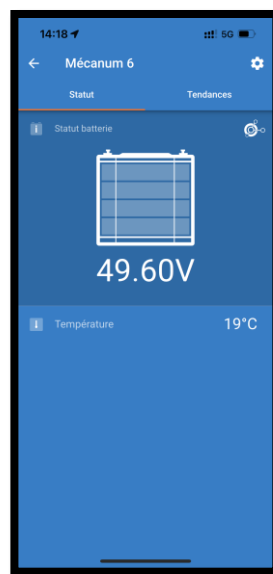 14:18 5G
Mécanum 6
Statut Tendances
Statut batterie
49.60V
Température 19°C